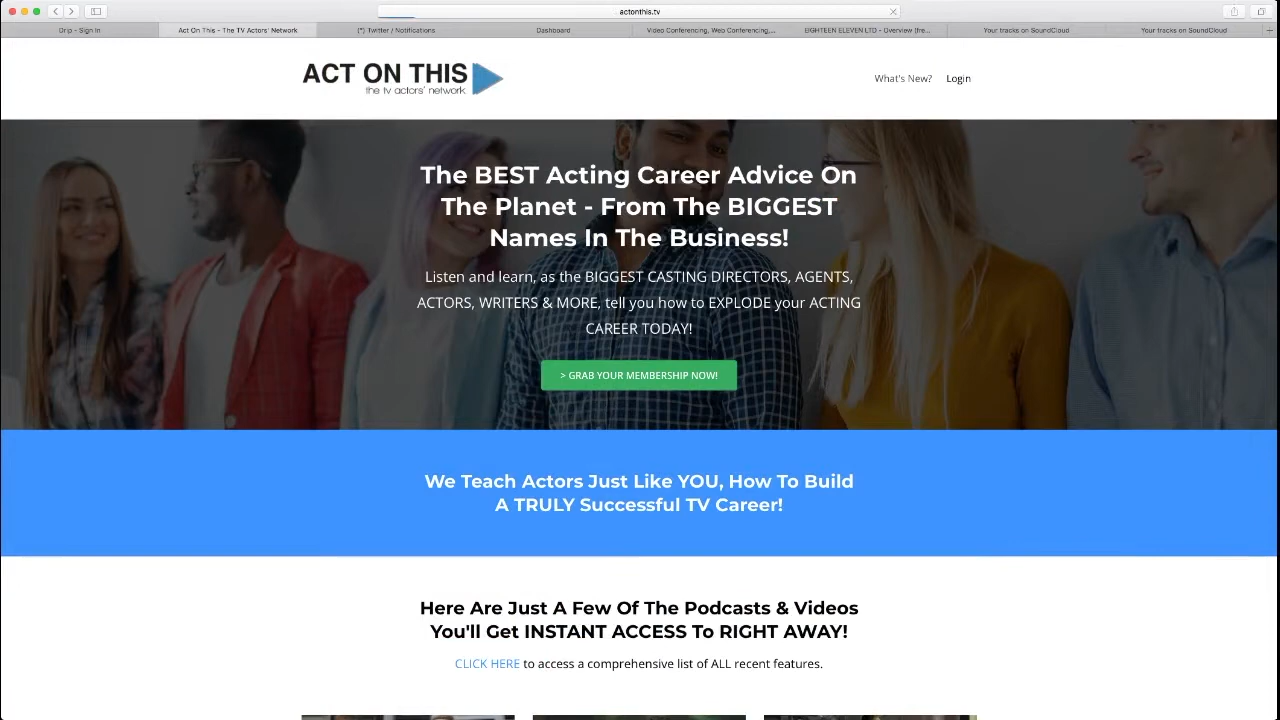 actonthis.tv
Drip - Sign In
Act On This - The TV Actors' Network
(*) Twitter / Notifications
Dashboard
Video Conferencing, Web Conferencing,...
EIGHTEEN ELEVEN LTD - Overview (fre...
Your tracks on SoundCloud
Your tracks on SoundCloud
ACT ON THIS
the tv actors' network
What's New?
Login
The BEST Acting Career Advice On
The Planet - From The BIGGEST
Names In The Business!
Listen and learn, as the BIGGEST CASTING DIRECTORS, AGENTS,
ACTORS, WRITERS & MORE, tell you how to EXPLODE your ACTING
CAREER TODAY!
> GRAB YOUR MEMBERSHIP NOW!
We Teach Actors Just Like YOU, How To Build
A TRULY Successful TV Career!
Here Are Just A Few Of The Podcasts & Videos
You'll Get INSTANT ACCESS To RIGHT AWAY!
CLICK HERE to access a comprehensive list of ALL recent features.